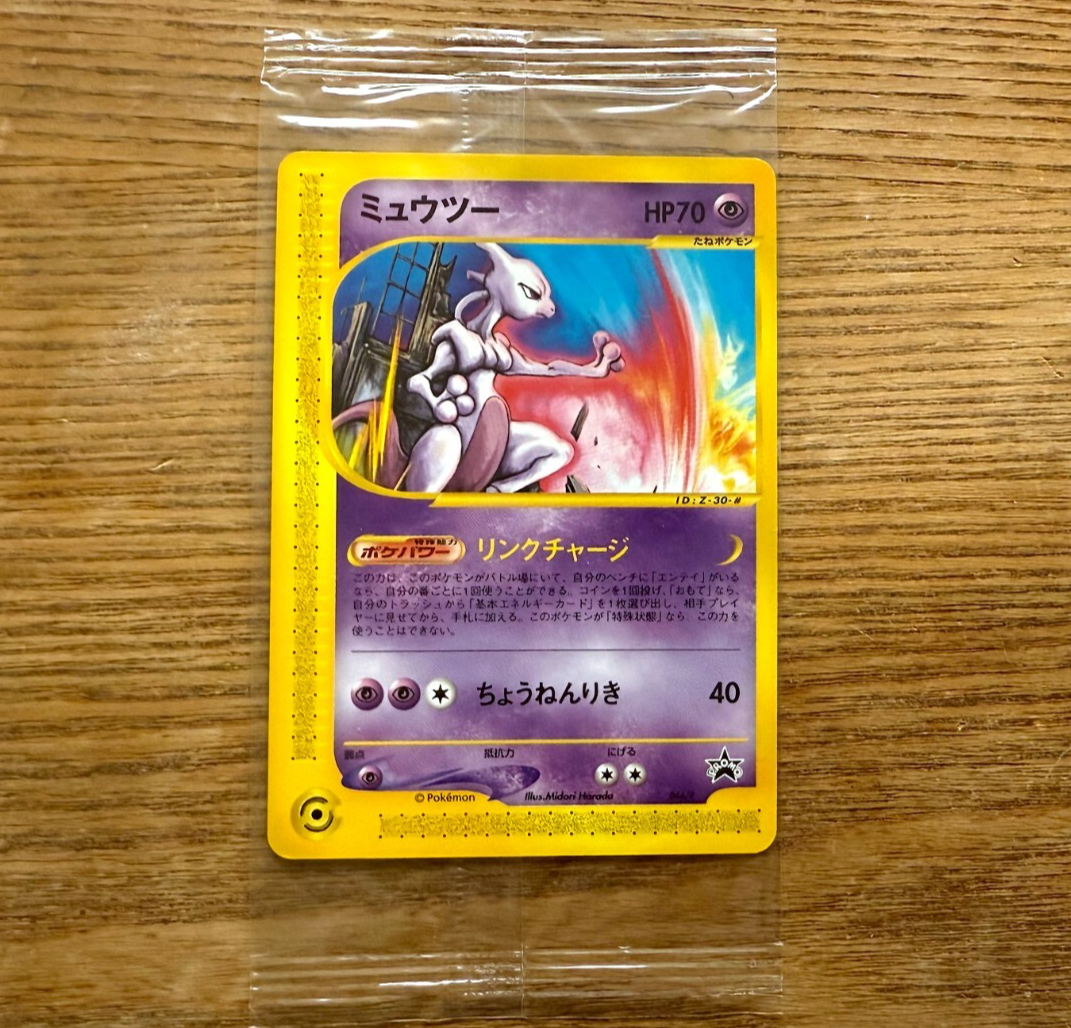 ミュウツー HP70
たねポケモン
ID:Z-30-#
特殊能力
ポケパワー リンクチャージ
この力は、このポケモンがバトル場にいて、自分のベンチに「エンテイ」がいる
なら、自分の番ごとに1回使うことができる。コインを1回投げ、「おもて」なら、
自分のトラッシュから「基本エネルギーカード」を1枚選び出し、相手プレイ
ヤーに見せてから、手札に加える。このポケモンが「特殊状態」なら、この力を
使うことはできない。
ちょうねんりき 40
弱点 抵抗力 にげる
PROMO
© Pokémon Illus.Midori Harada